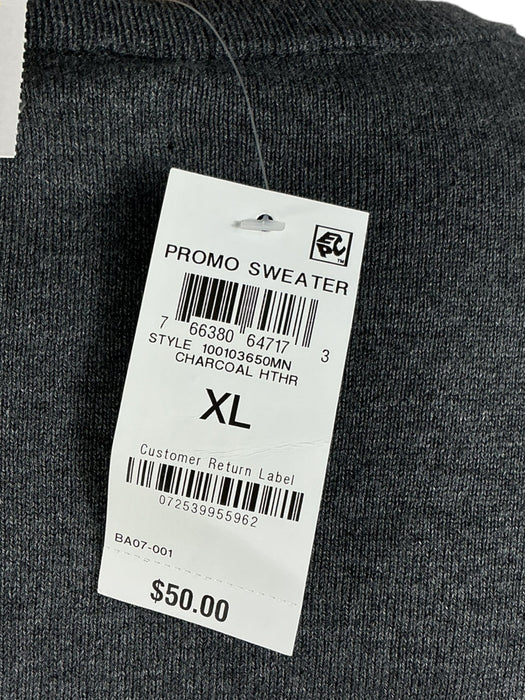 EPC™
PROMO SWEATER
7 66380 64717 3
STYLE 100103650MN
CHARCOAL HTHR
XL
Customer Return Label
072539955962
BA07-001
$50.00